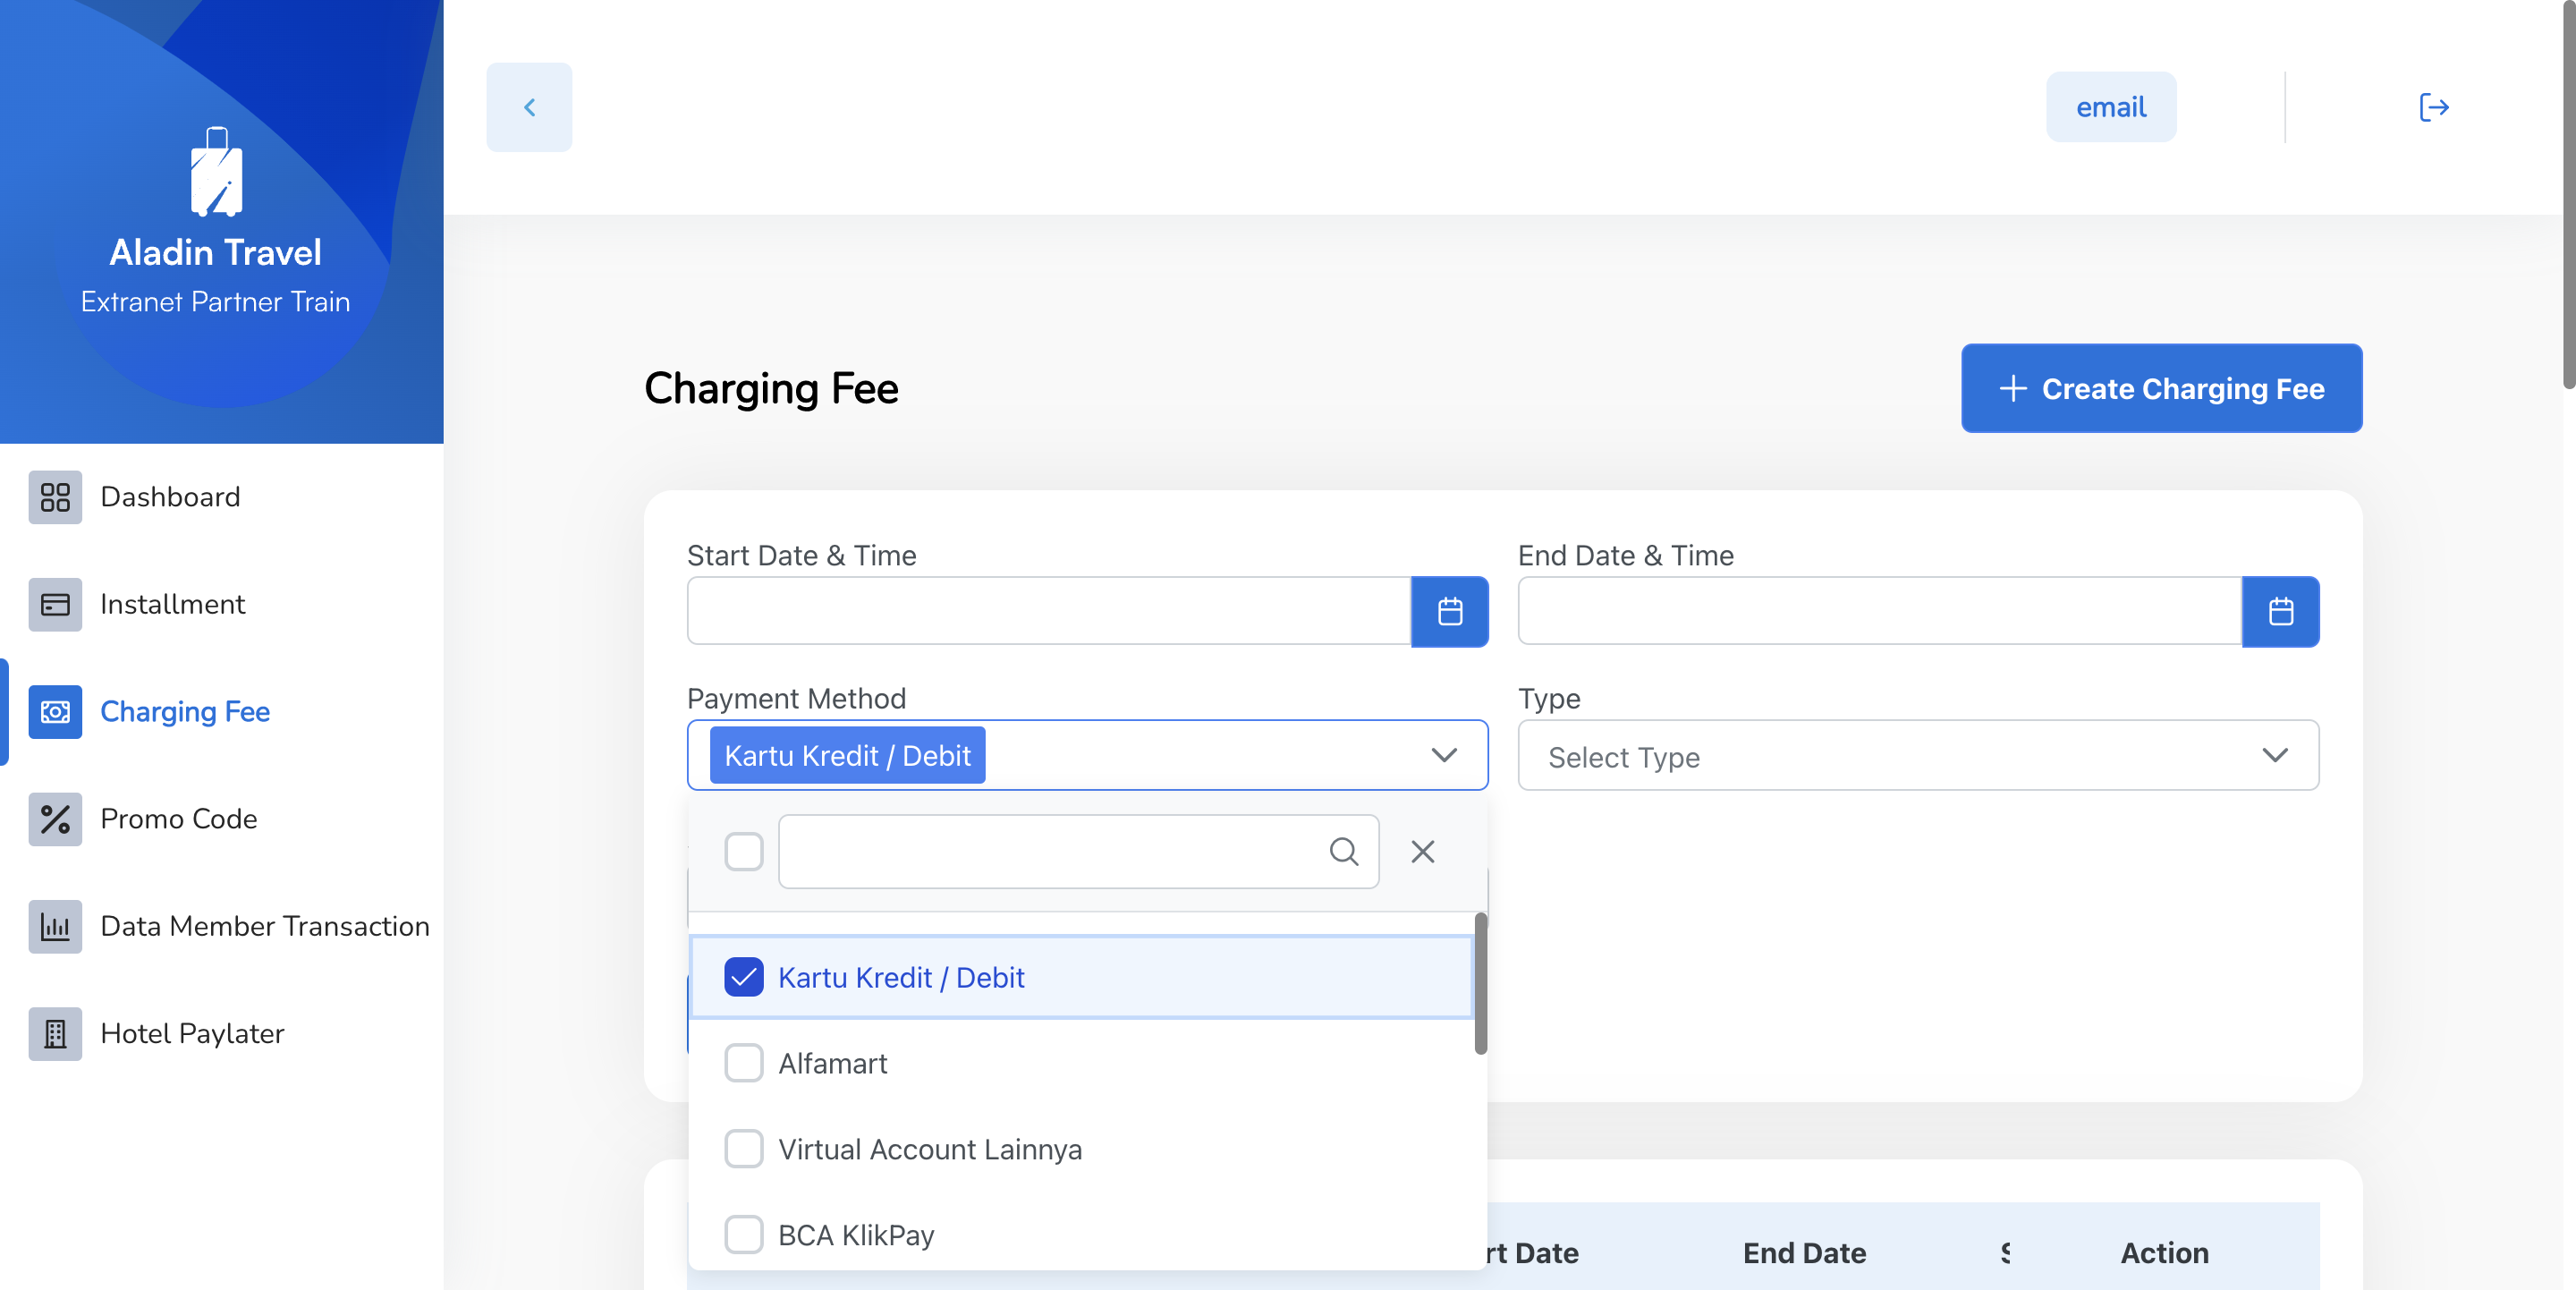 Aladin Travel
Extranet Partner Train
Dashboard
Installment
Charging Fee
Promo Code
Data Member Transaction
Hotel Paylater
email
Charging Fee
Create Charging Fee
Start Date & Time
End Date & Time
Payment Method
Type
Kartu Kredit / Debit
Select Type
Kartu Kredit / Debit
Alfamart
Virtual Account Lainnya
BCA KlikPay
rt Date
End Date
Action